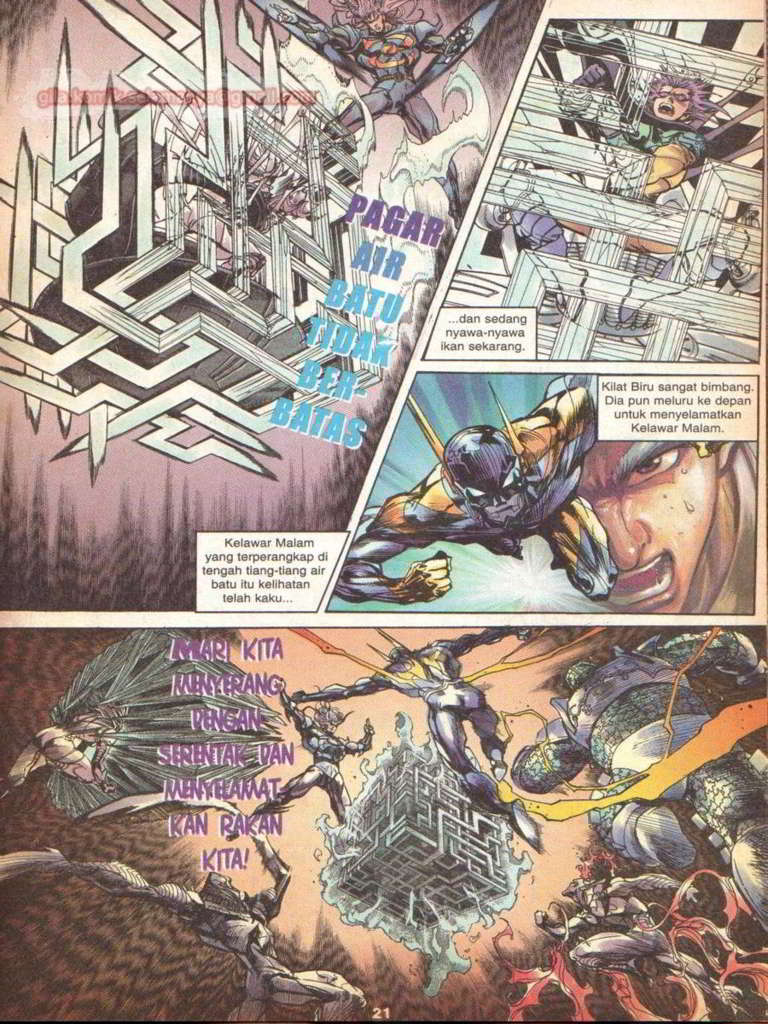 PAGAR
AIR
BATU
TIDAK
BER-
BATAS
...dan sedang
nyawa-nyawa
ikan sekarang.
Kelawar Malam
yang terperangkap di
tengah tiang-tiang air
batu itu kelihatan
telah kaku...
Kilat Biru sangat bimbang.
Dia pun meluru ke depan
untuk menyelamatkan
Kelawar Malam.
MARI KITA
MENYERANG
DENGAN
SERENTAK DAN
MENYELAMAT-
KAN RAKAN
KITA!
21